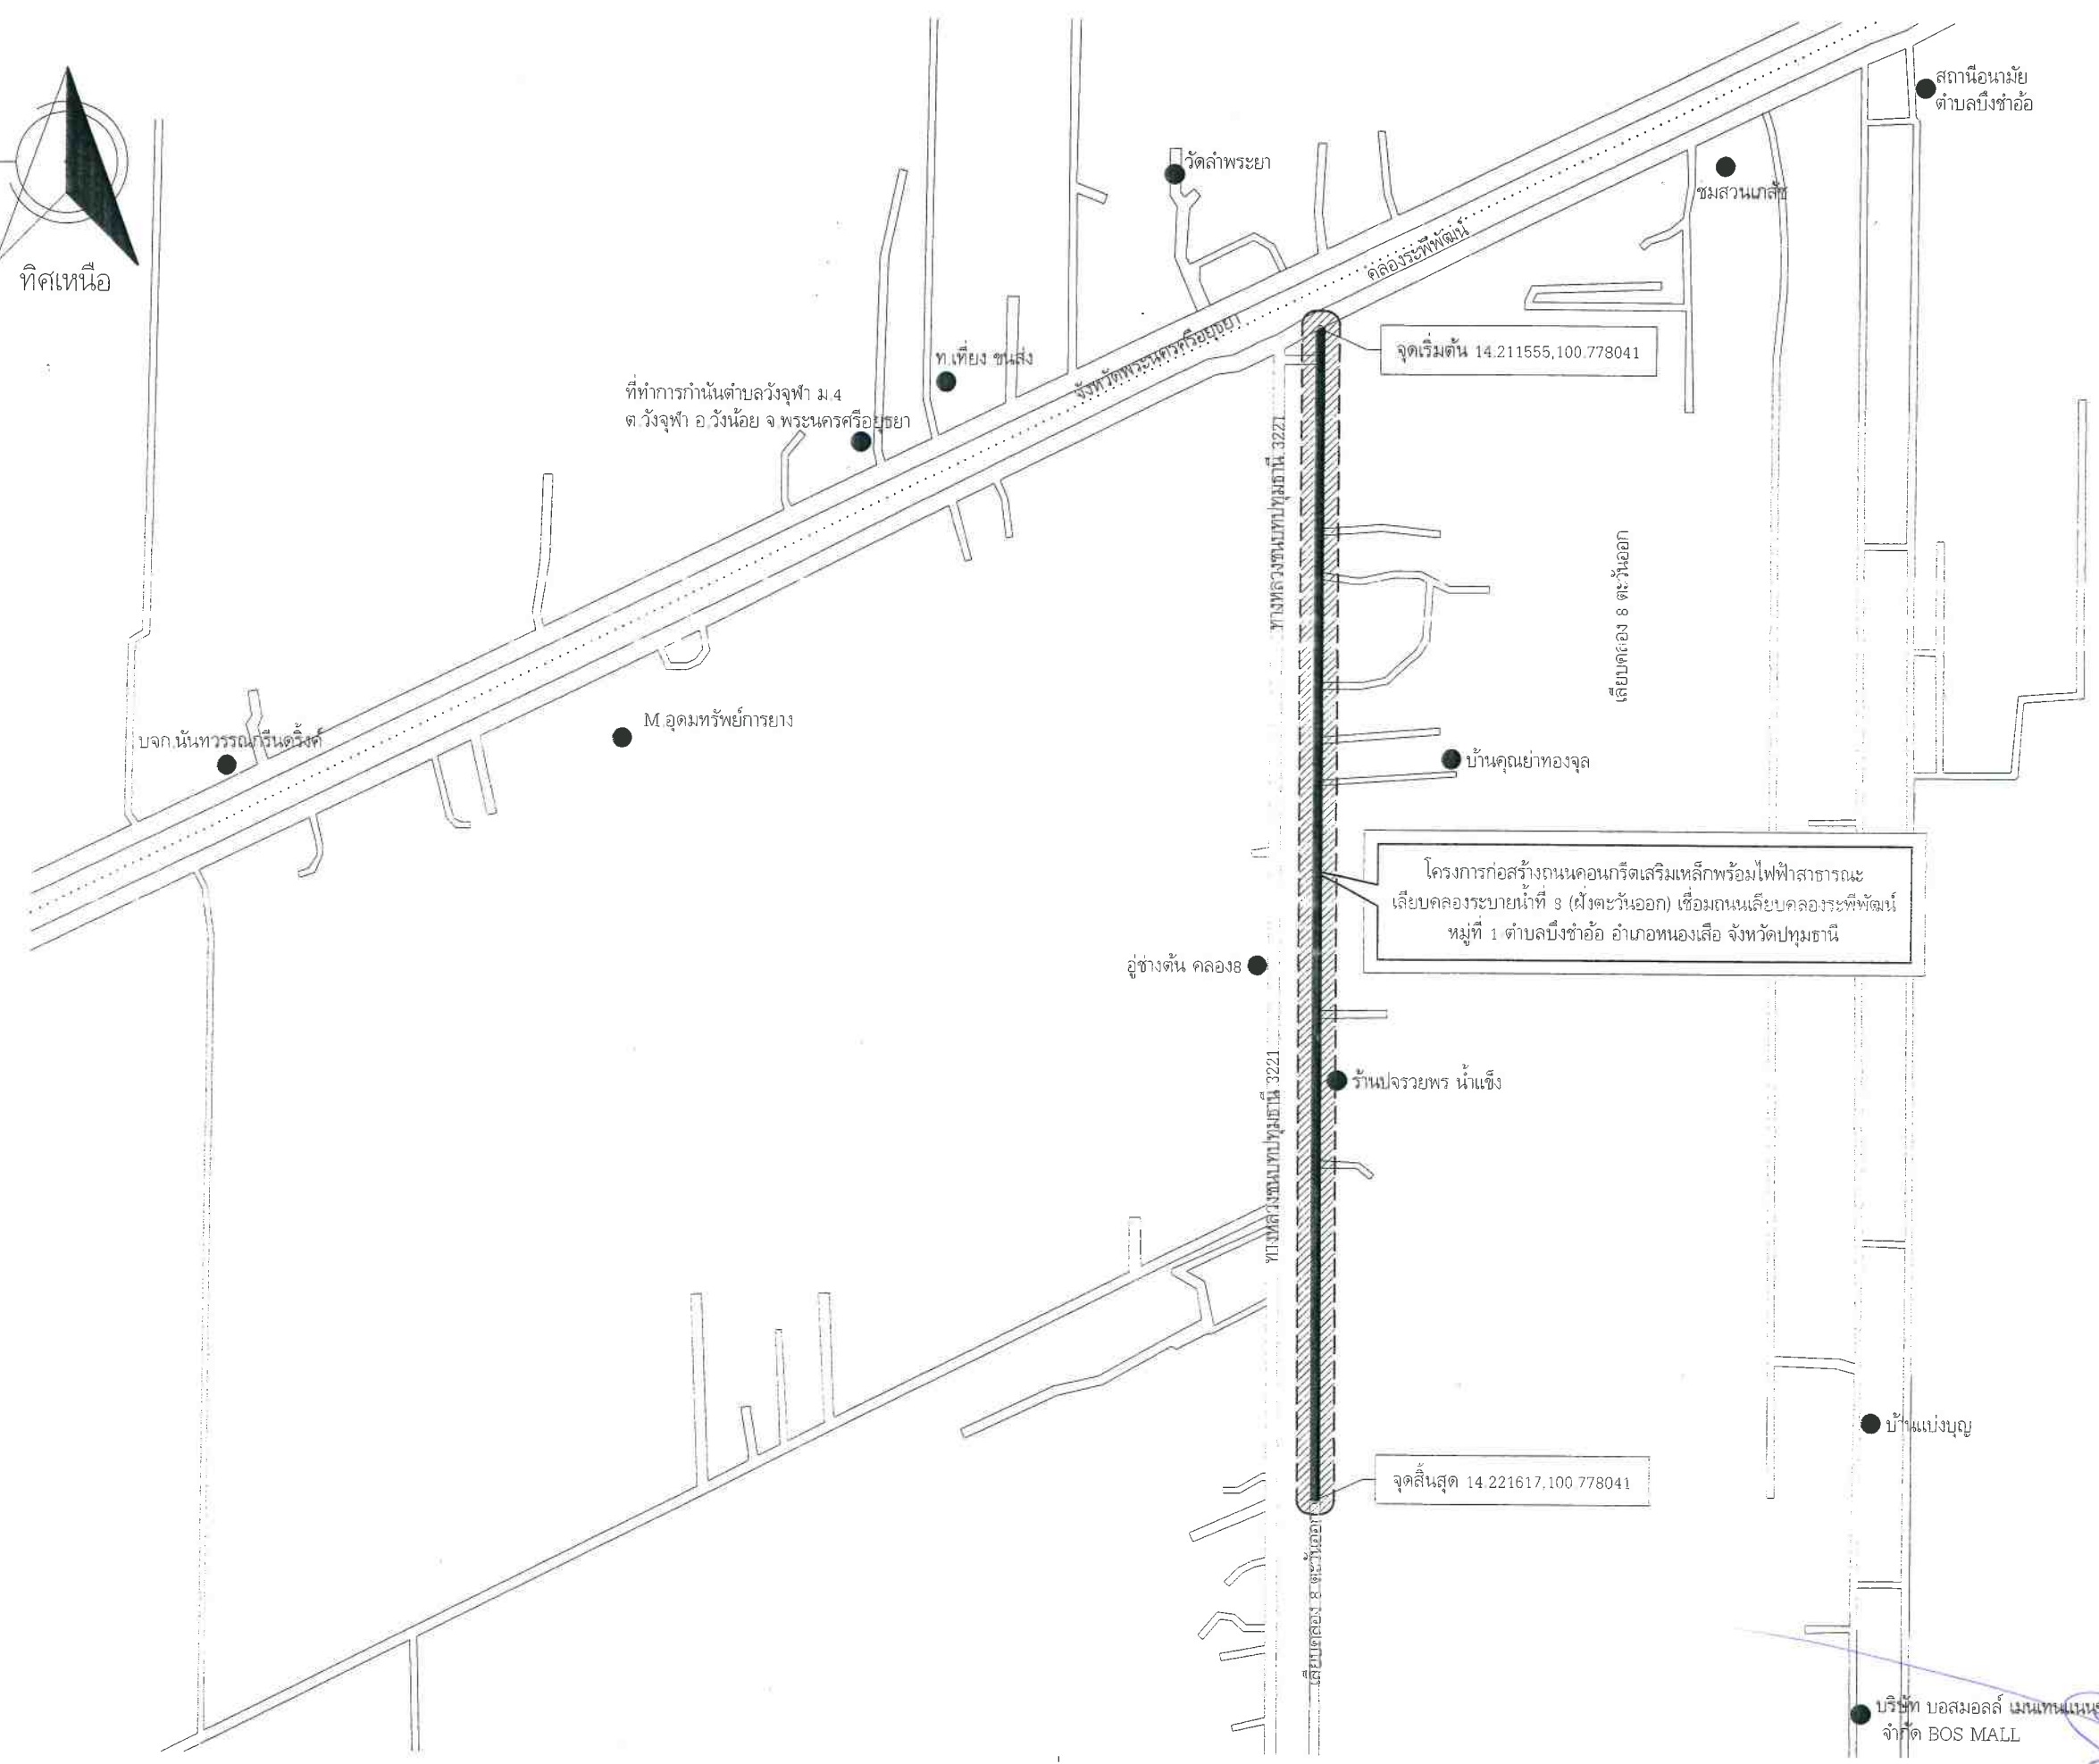 สถานีอนามัย
ตำบลบึงชำอ้อ
วัดลำพระยา
ชมสวนเภสัช
คลองระพีพัฒน์
ทิศเหนือ
จุดเริ่มต้น 14.211555,100.778041
จังหวัดพระนครศรีอยุธยา
ท.เที่ยง ขนส่ง
ที่ทำการกำนันตำบลวังจุฬา ม.4
ต.วังจุฬา อ.วังน้อย จ.พระนครศรีอยุธยา
ทางหลวงชนบทปทุมธานี 3221
เลียบคลอง 8 ตะวันออก
M.อุดมทรัพย์การยาง
บจก.นันทวรรณกรีนดริ้งค์
บ้านคุณย่าทองจุล
โครงการก่อสร้างถนนคอนกรีตเสริมเหล็กพร้อมไฟฟ้าสาธารณะ
เลียบคลองระบายน้ำที่ 8 (ฝั่งตะวันออก) เชื่อมถนนเลียบคลองระพีพัฒน์
หมู่ที่ 1 ตำบลบึงชำอ้อ อำเภอหนองเสือ จังหวัดปทุมธานี
อู่ช่างต้น คลอง8
ร้านปจรวยพร น้ำแข็ง
ทางหลวงชนบทปทุมธานี 3221
บ้านแบ่งบุญ
จุดสิ้นสุด 14.221617,100.778041
เลียบคลอง 8 ตะวันออก
บริษัท บอสมอลล์
จำกัด BOS MALL